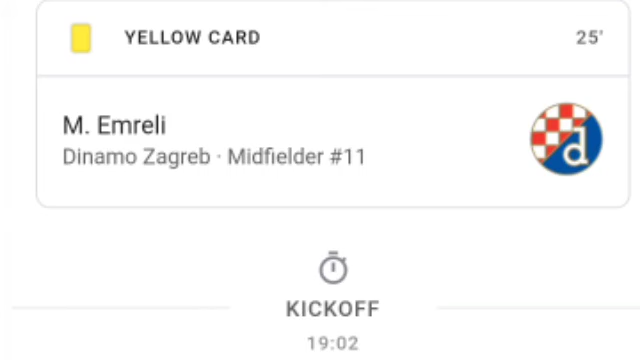 YELLOW CARD 25'
M. Emreli
Dinamo Zagreb · Midfielder #11
d
KICKOFF
19:02